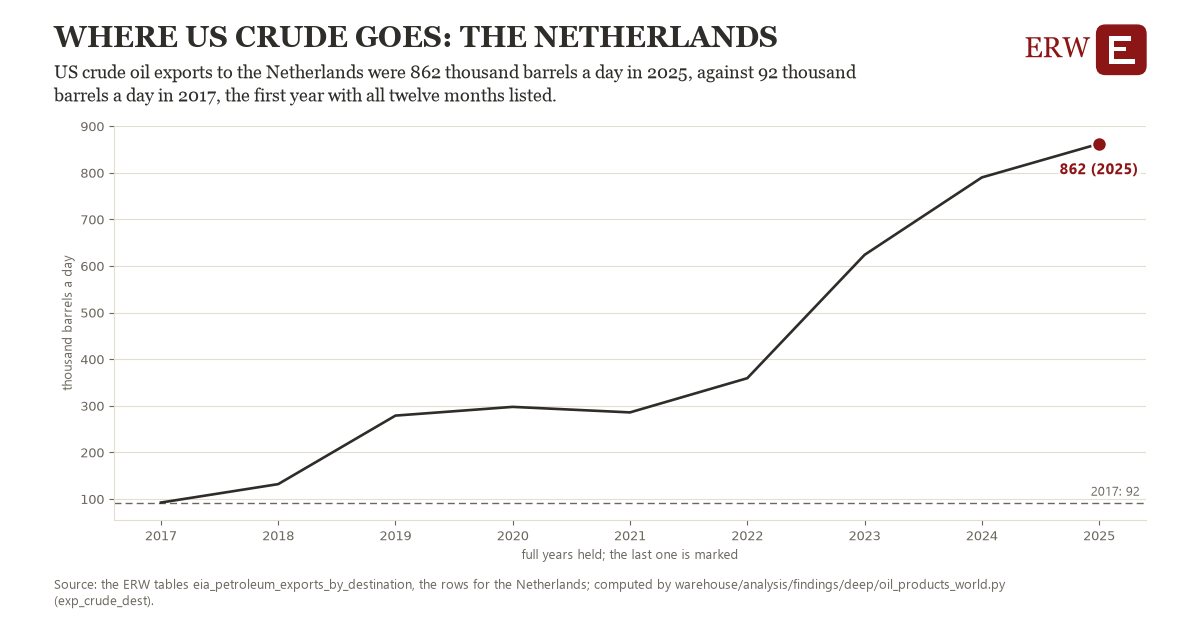 WHERE US CRUDE GOES: THE NETHERLANDS
US crude oil exports to the Netherlands were 862 thousand barrels a day in 2025, against 92 thousand
barrels a day in 2017, the first year with all twelve months listed.
ERW E
900
800
700
600
500
400
300
200
100
thousand barrels a day
862 (2025)
2017: 92
2017 2018 2019 2020 2021 2022 2023 2024 2025
full years held; the last one is marked
Source: the ERW tables eia_petroleum_exports_by_destination, the rows for the Netherlands; computed by warehouse/analysis/findings/deep/oil_products_world.py
(exp_crude_dest).